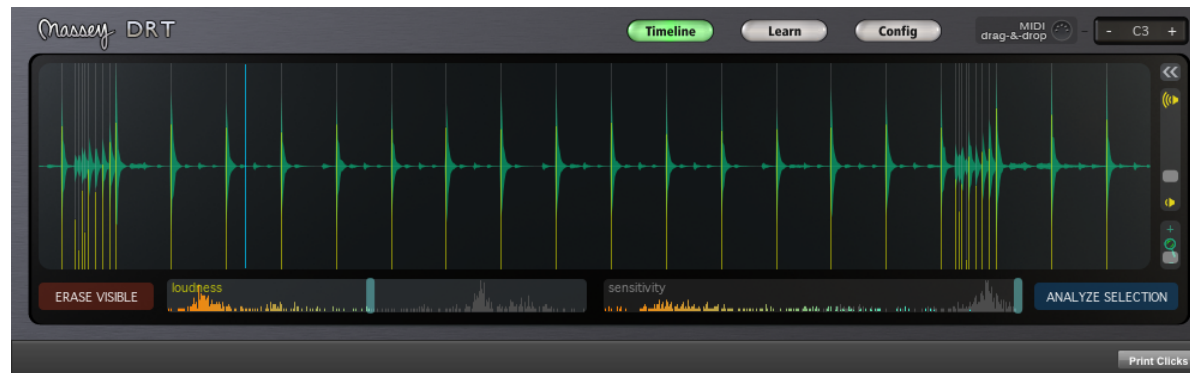 Massey DRT
Timeline
Learn
Config
MIDI
drag-&-drop
- C3 +
loudness
sensitivity
ERASE VISIBLE
ANALYZE SELECTION
Print Clicks